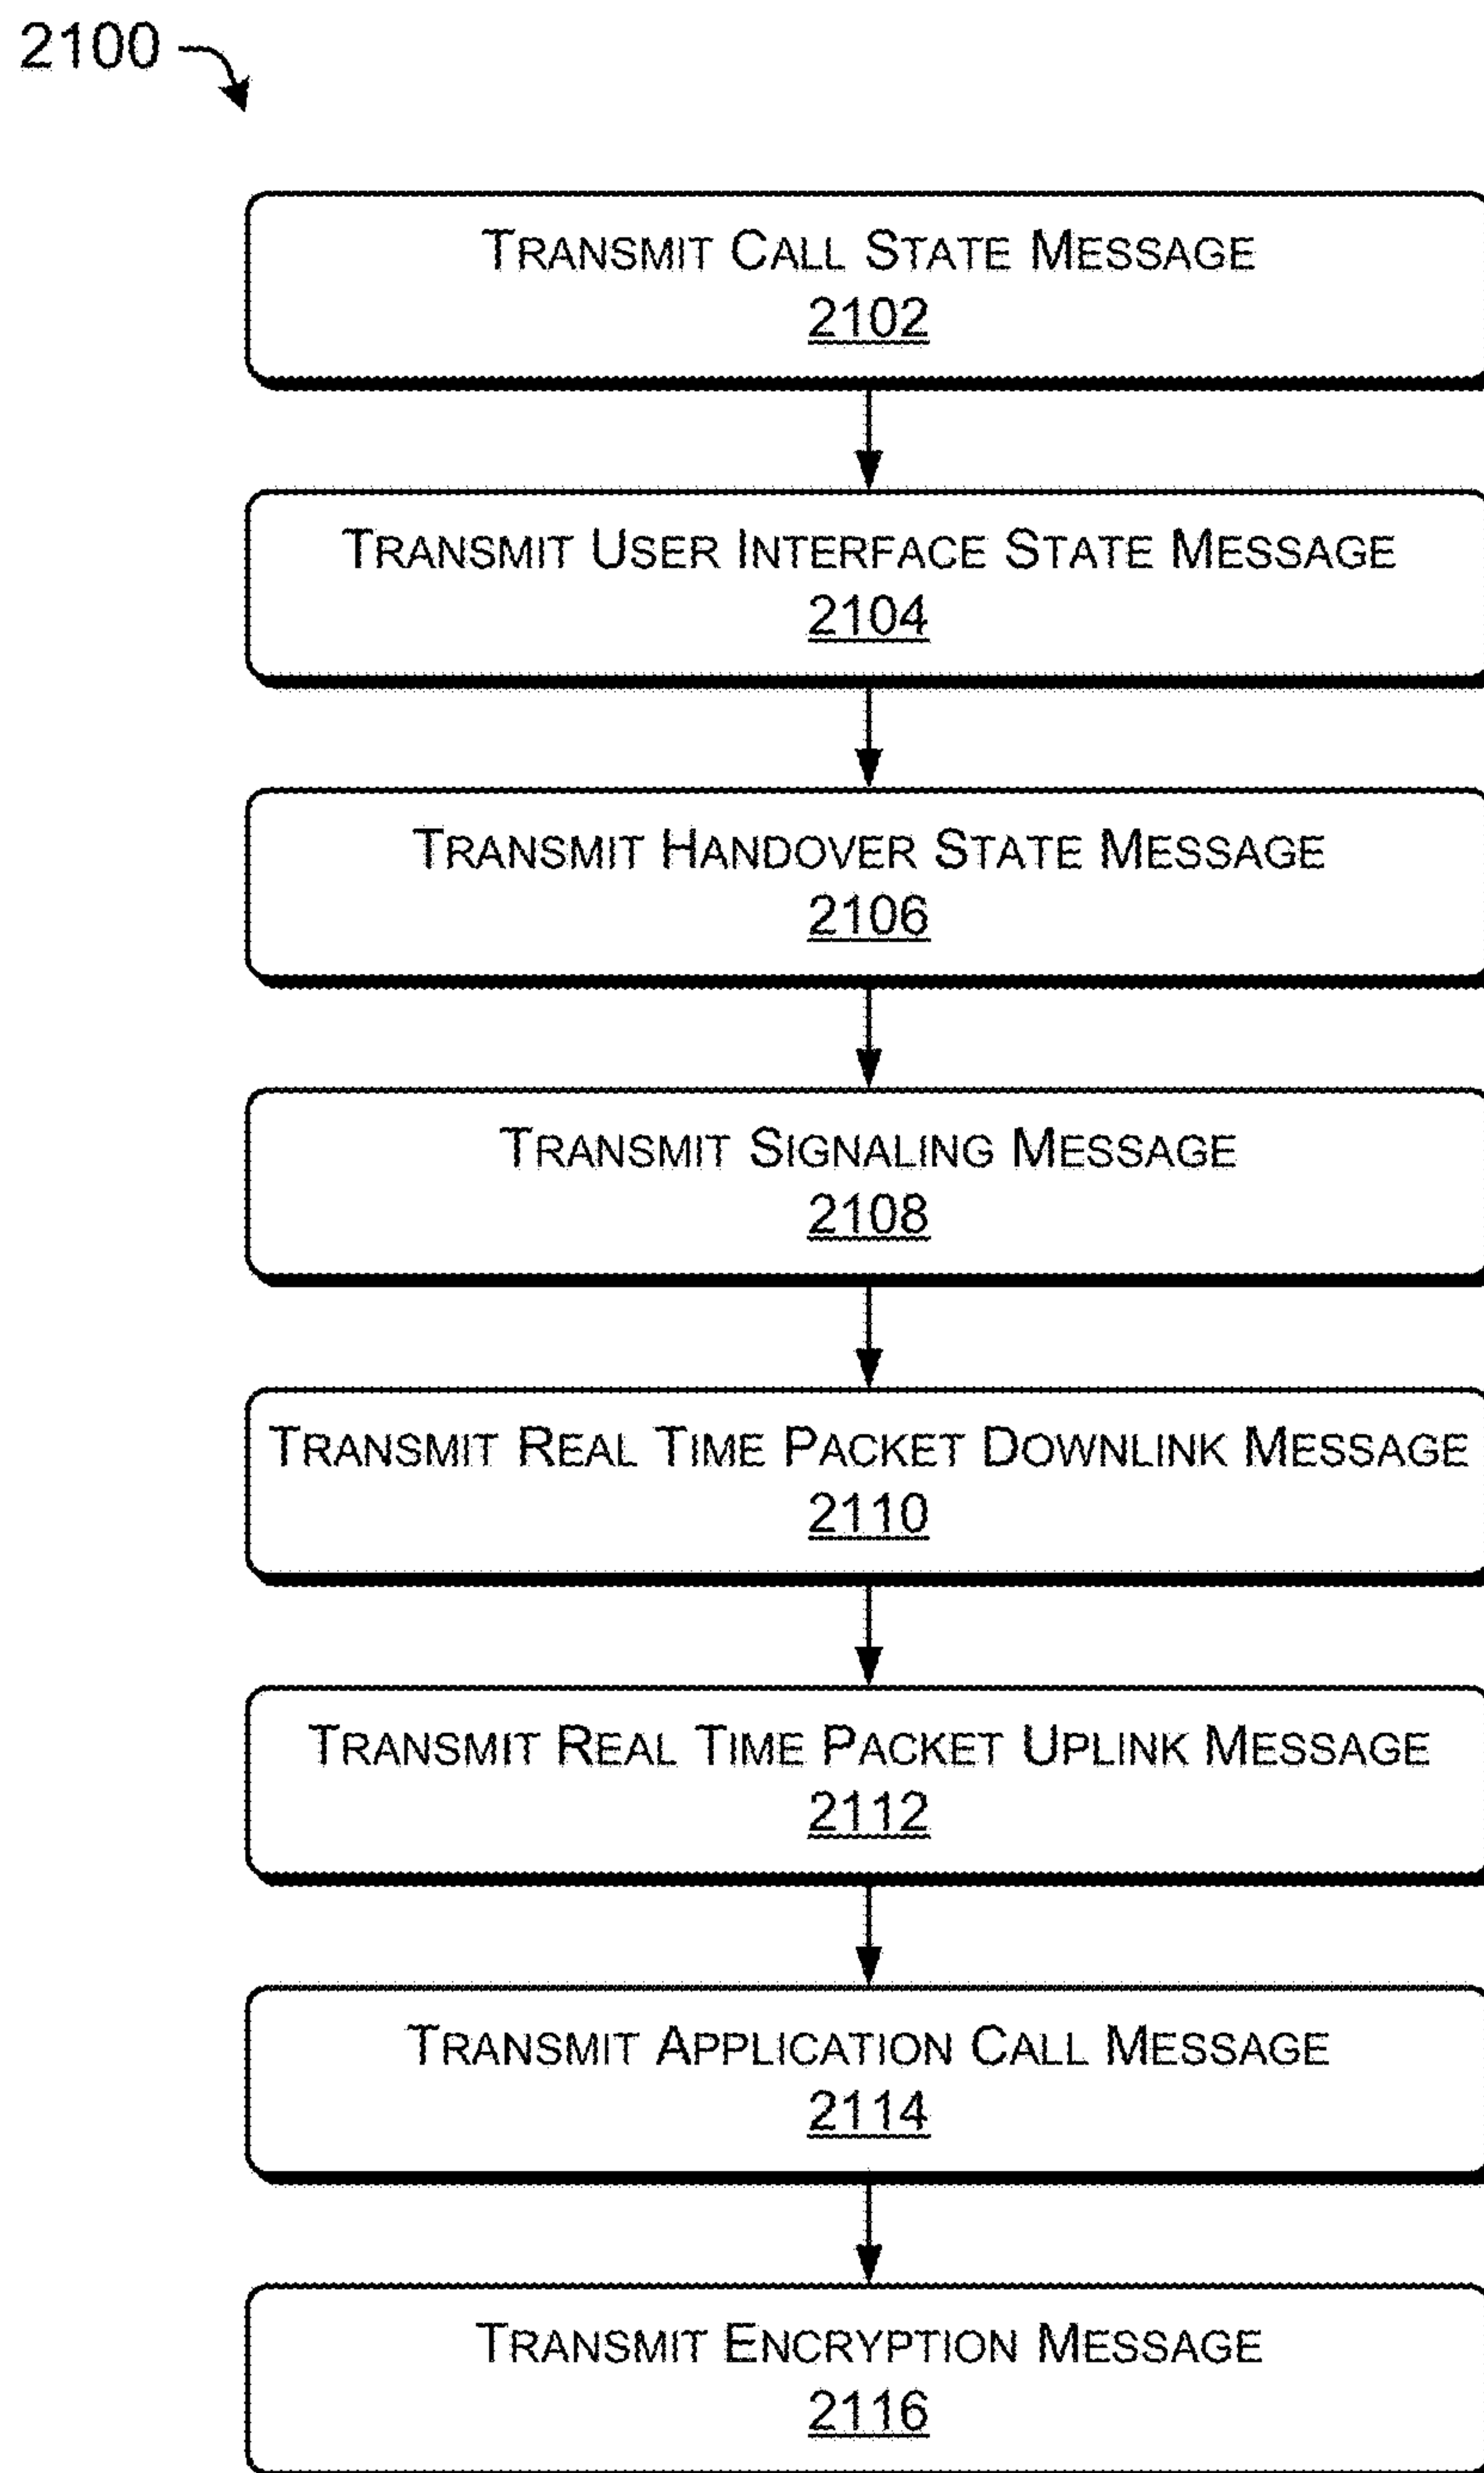 2100
TRANSMIT CALL STATE MESSAGE
2102
TRANSMIT USER INTERFACE STATE MESSAGE
2104
TRANSMIT HANDOVER STATE MESSAGE
2106
TRANSMIT SIGNALING MESSAGE
2108
TRANSMIT REAL TIME PACKET DOWNLINK MESSAGE
2110
TRANSMIT REAL TIME PACKET UPLINK MESSAGE
2112
TRANSMIT APPLICATION CALL MESSAGE
2114
TRANSMIT ENCRYPTION MESSAGE
2116